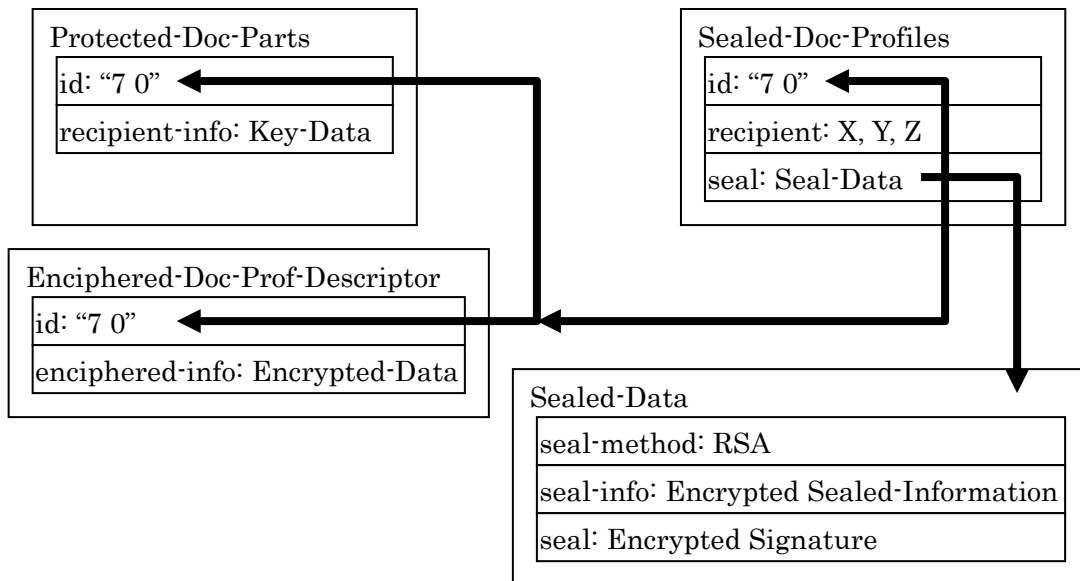 Protected-Doc-Parts
id: “7 0”
recipient-info: Key-Data
Sealed-Doc-Profiles
id: “7 0”
recipient: X, Y, Z
seal: Seal-Data
Enciphered-Doc-Prof-Descriptor
id: “7 0”
enciphered-info: Encrypted-Data
Sealed-Data
seal-method: RSA
seal-info: Encrypted Sealed-Information
seal: Encrypted Signature